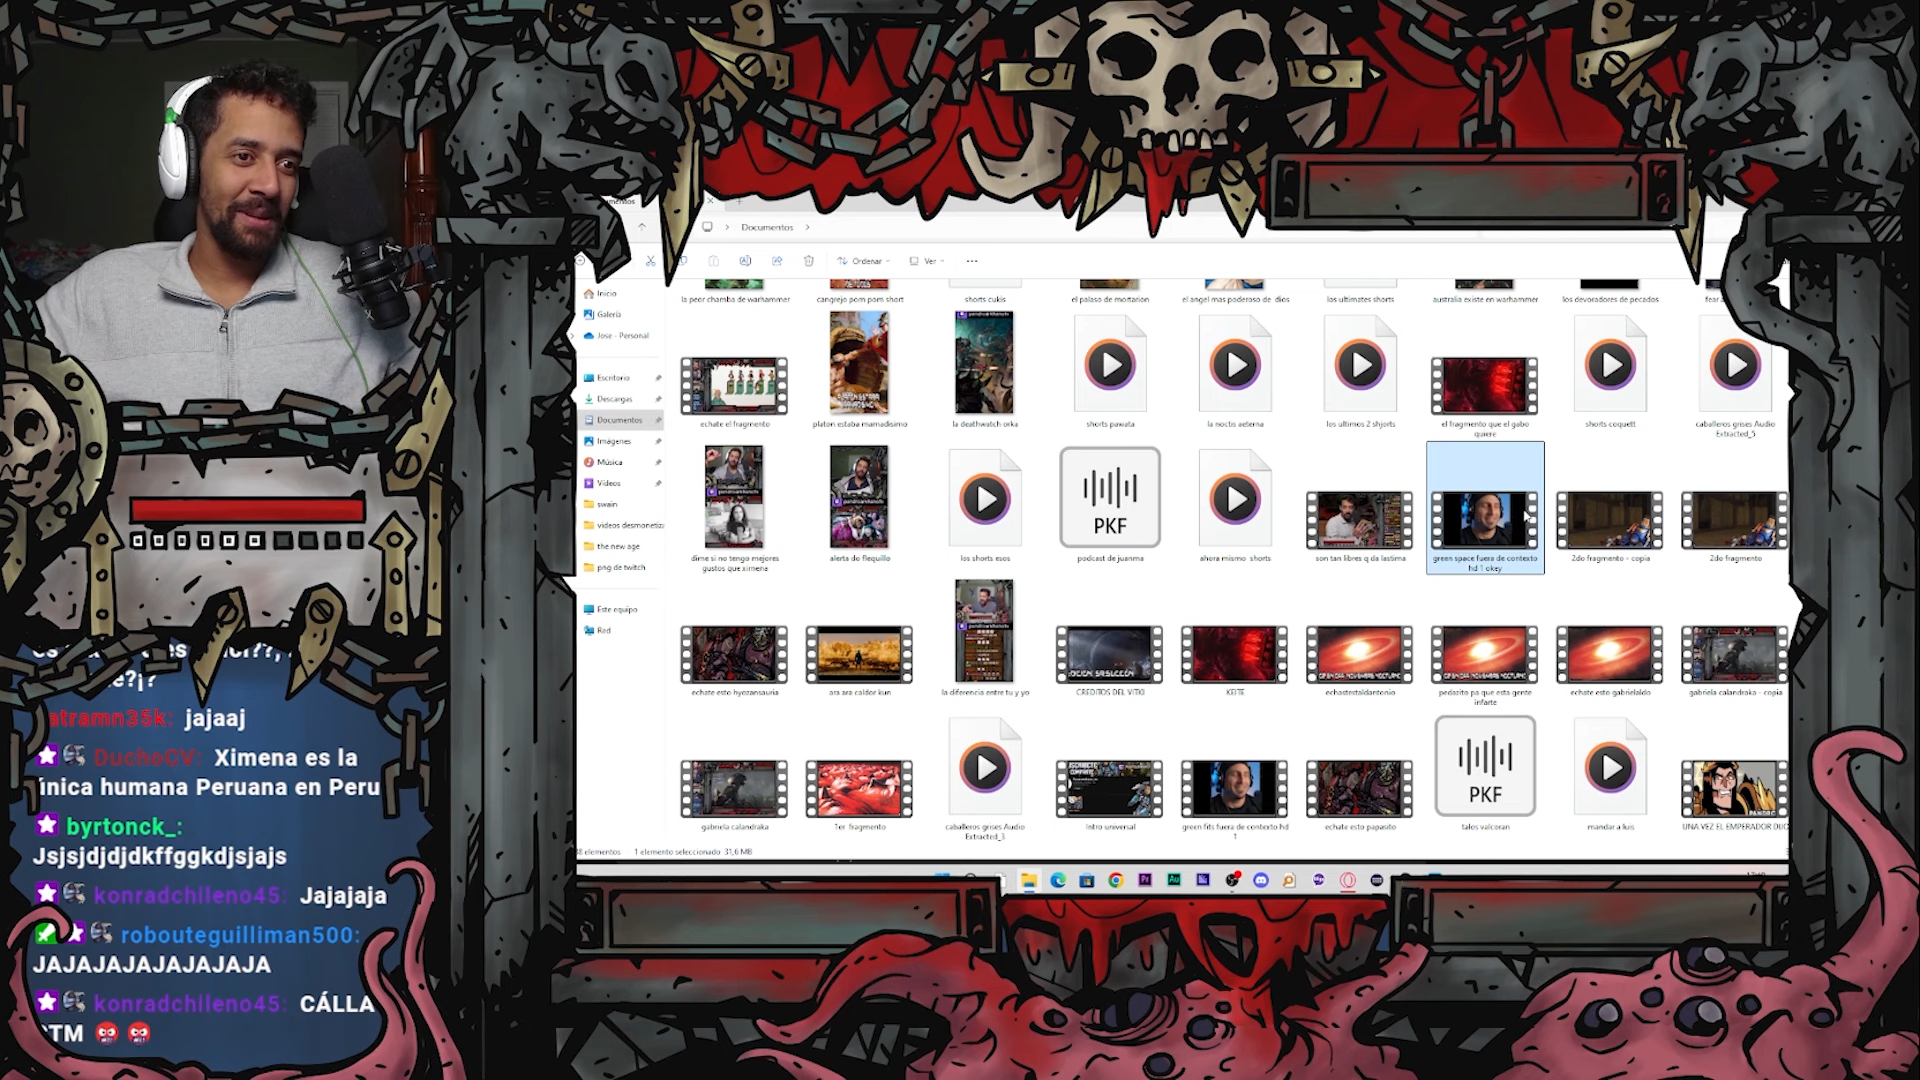 Documentos
Ordenar
Ver
Inicio
Galería
Jose - Personal
Escritorio
Descargas
Documentos
Imágenes
Música
Vídeos
swain
videos desmonetiz
the new age
png de twitch
Este equipo
Red
la peor chamba de warhammer
cangrejo pom pom short
shorts cukis
el palaso de mortarion
el angel mas poderoso de dios
los ultimates shorts
australia existe en warhammer
los devoradores de pecados
fear
echate el fragmento
platon estaba mamadisimo
la deathwatch orka
shorts pawata
la noctis aeterna
los ultimos 2 shjorts
el fragmento que el gabo
quiere
shorts coquett
caballeros grises Audio
Extracted_5
dime si no tengo mejores
gustos que ximena
alerta de flequillo
los shorts esos
PKF
podcast de juanma
ahora mismo shorts
son tan libres q da lastima
green space fuera de contexto
hd 1 okey
2do fragmento - copia
2do fragmento
echate esto hyozansauria
ara ara caldor kun
la diferencia entre tu y yo
CREDITOS DEL VITKI
KEITE
echatestaldantonio
pedazito pa que esta gente
infarte
echate esto gabrielaldo
gabriela calandraka - copia
gabriela calandraka
1er fragmento
caballeros grises Audio
Extracted_3
Intro universal
green fits fuera de contexto hd
1
echate esto papasito
PKF
talos valcoran
mandar a luis
UNA VEZ EL EMPERADOR DIJO
elementos
1 elemento seleccionado 31,6 MB
atramn35k: jajaaj
DuchoCV: Ximena es la
única humana Peruana en Peru
byrtonck_:
Jsjsjdjdjdkffggkdjsjajs
konradchileno45: Jajajaja
robouteguilliman500:
JAJAJAJAJAJAJAJA
konradchileno45: CÁLLA
TM